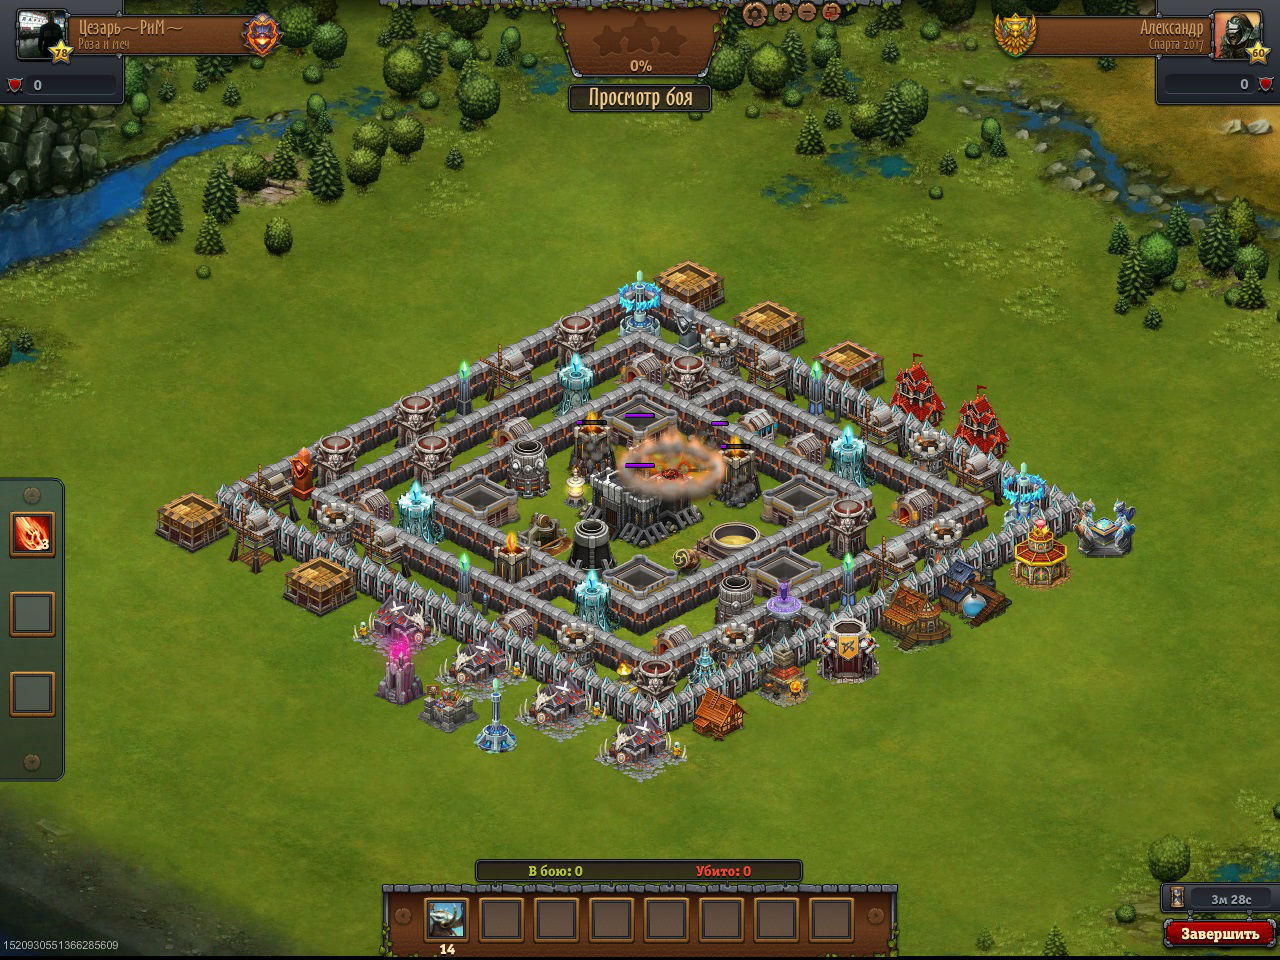 Цезарь~РиМ~
Роза и меч
78
0
0%
Просмотр боя
Александр
Спарта 2017
60
0
3
В бою: 0
Убито: 0
14
3м 28с
Завершить
1520930551366285609